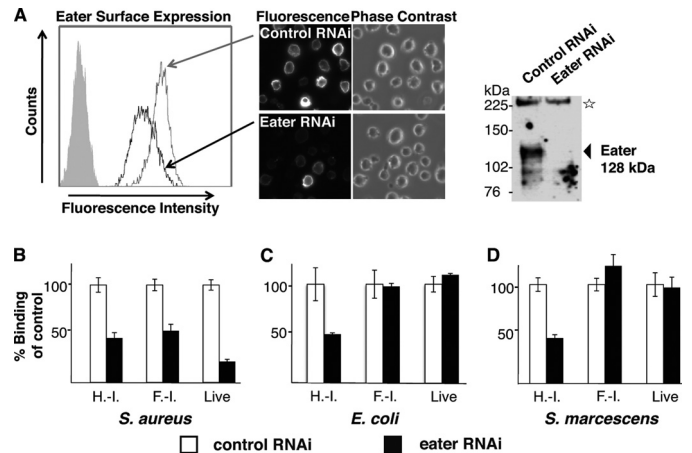 A
Eater Surface Expression
Counts
Fluorescence Intensity
Fluorescence Phase Contrast
Control RNAi
Eater RNAi
Control RNAi
Eater RNAi
kDa
225-
150-
102-
76 -
☆
Eater
128 kDa
B
C
D
% Binding
of control
100
50
H.-I. F.-I. Live
S. aureus
100
50
H.-I. F.-I. Live
E. coli
100
50
H.-I. F.-I. Live
S. marcescens
control RNAi
eater RNAi